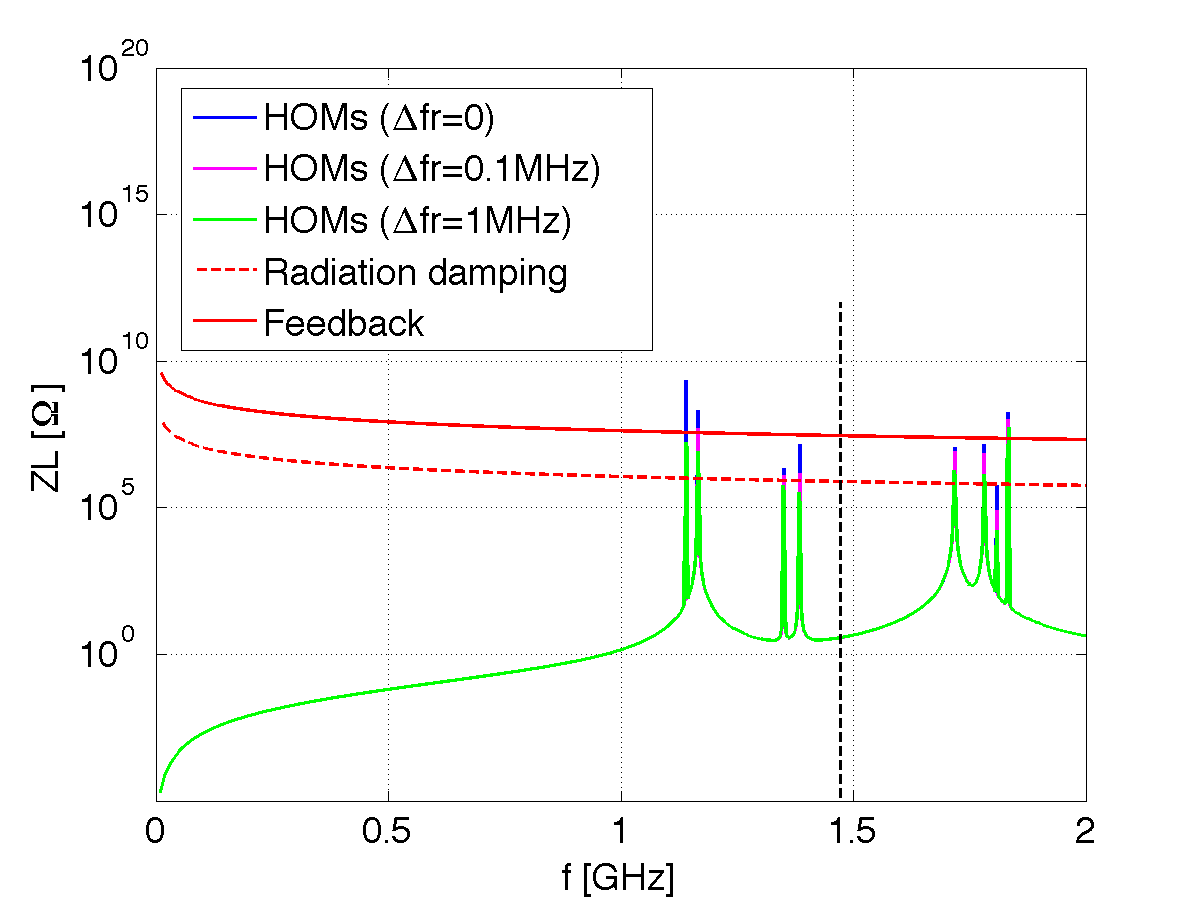 10^20
10^15
10^10
10^5
10^0
ZL [Ω]
HOMs (Δfr=0)
HOMs (Δfr=0.1MHz)
HOMs (Δfr=1MHz)
Radiation damping
Feedback
0
0.5
1
1.5
2
f [GHz]